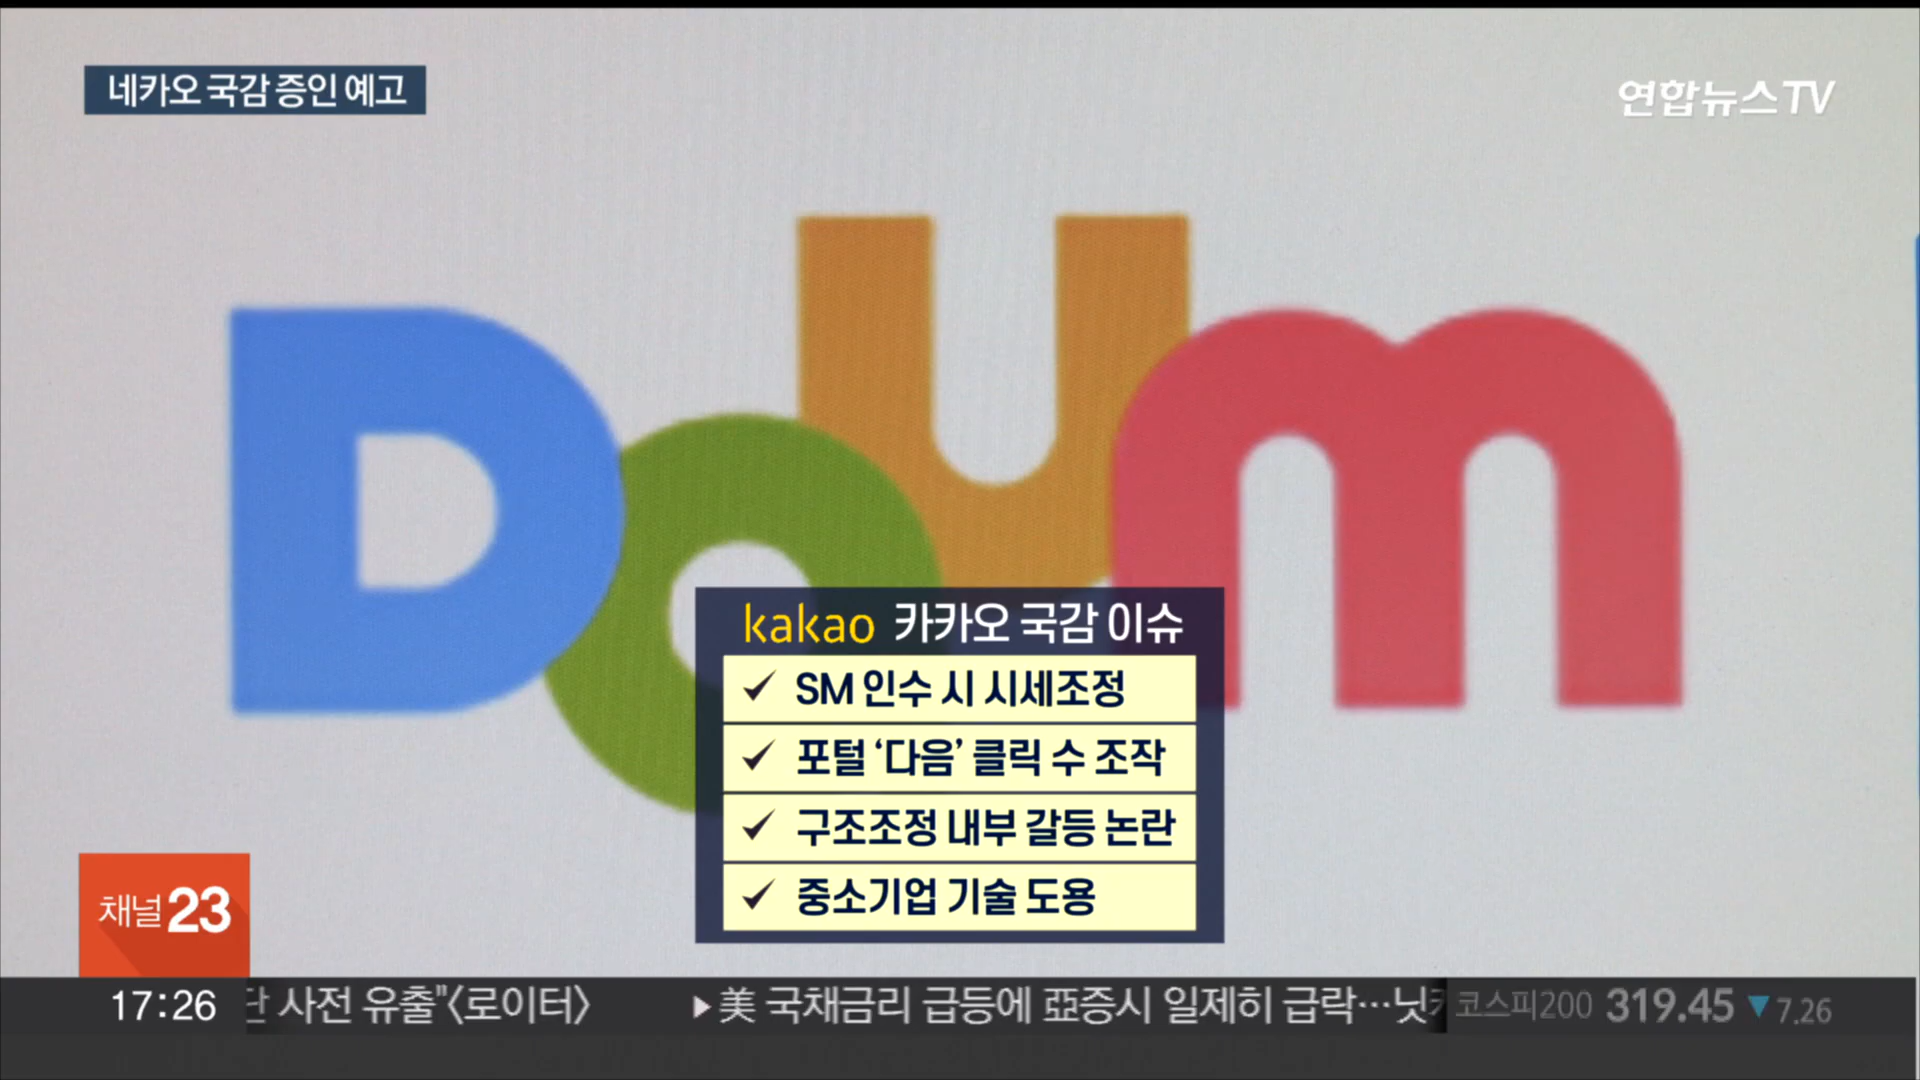 네카오 국감 증인 예고
연합뉴스TV
Daum
kakao 카카오 국감 이슈
✓ SM 인수 시 시세조정
✓ 포털 ‘다음’ 클릭 수 조작
✓ 구조조정 내부 갈등 논란
✓ 중소기업 기술 도용
채널23
17:26 사전 유출"〈로이터〉 ▶美 국채금리 급등에 亞증시 일제히 급락… 코스피200 319.45 ▼7.26